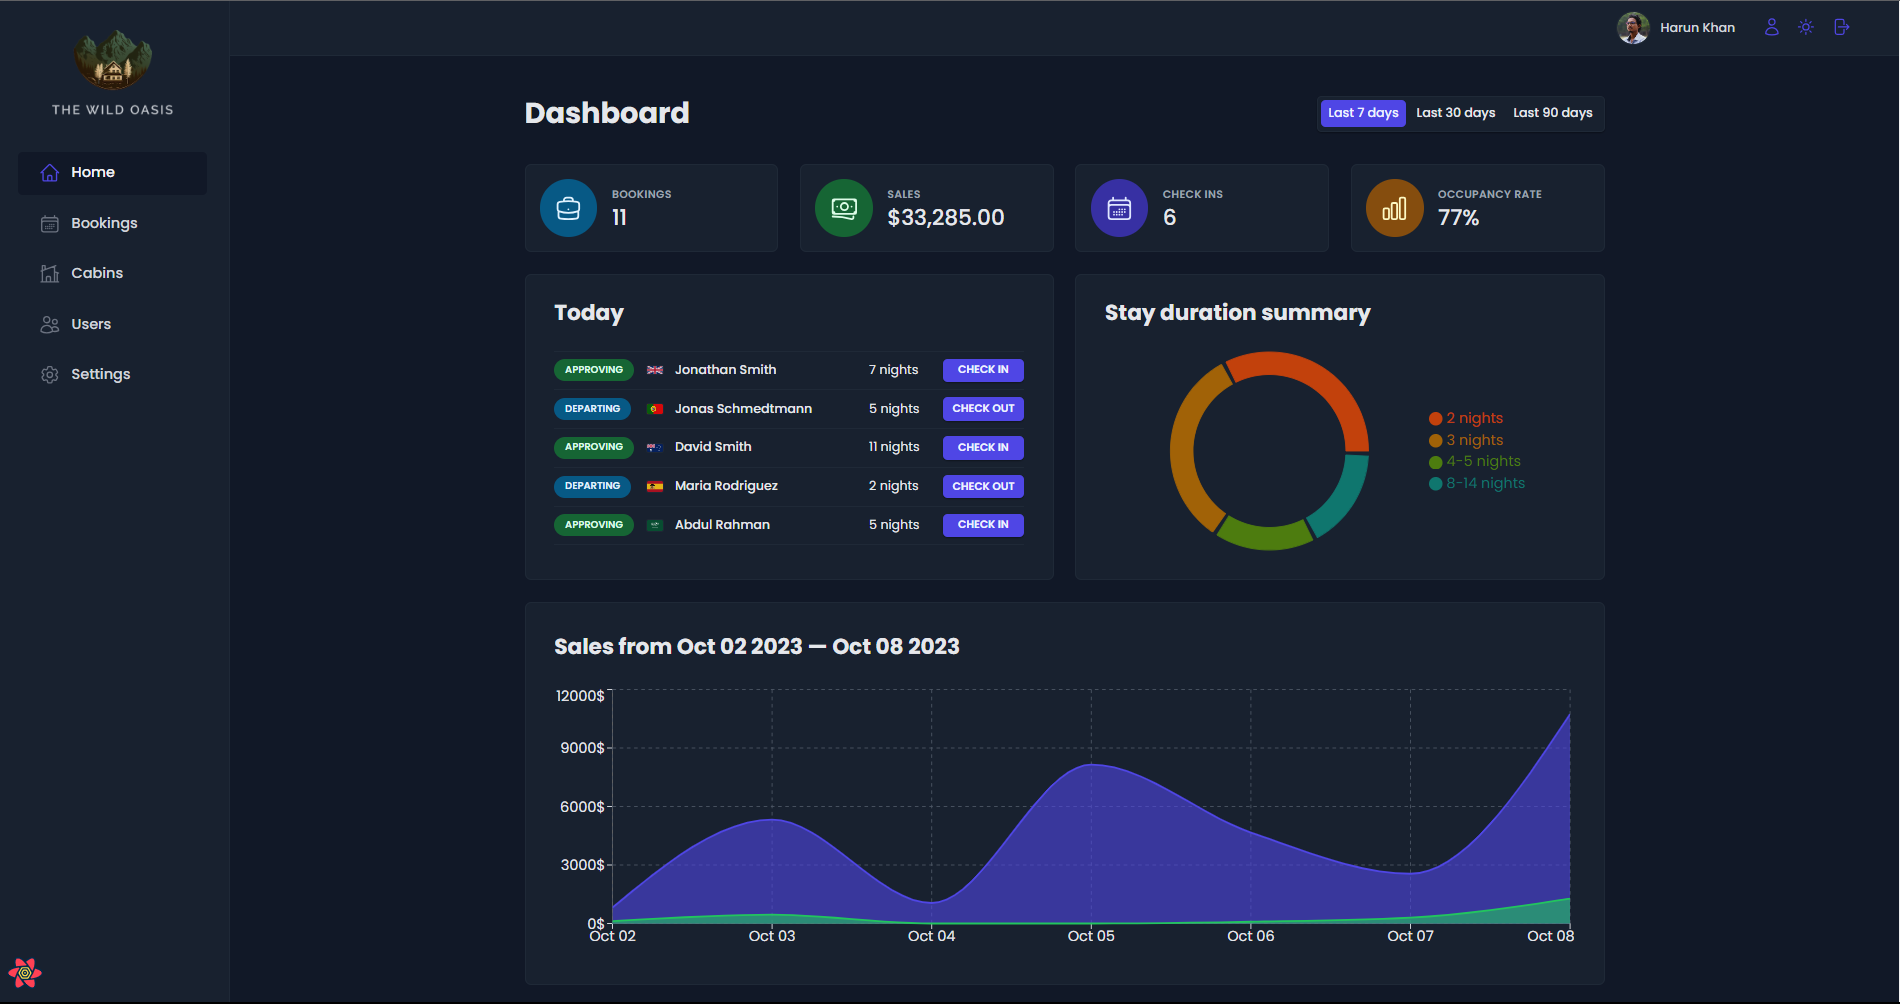 THE WILD OASIS
Home
Bookings
Cabins
Users
Settings
Harun Khan
Dashboard
Last 7 days Last 30 days Last 90 days
BOOKINGS
11
SALES
$33,285.00
CHECK INS
6
OCCUPANCY RATE
77%
Today
APPROVING Jonathan Smith 7 nights CHECK IN
DEPARTING Jonas Schmedtmann 5 nights CHECK OUT
APPROVING David Smith 11 nights CHECK IN
DEPARTING Maria Rodriguez 2 nights CHECK OUT
APPROVING Abdul Rahman 5 nights CHECK IN
Stay duration summary
2 nights
3 nights
4-5 nights
8-14 nights
Sales from Oct 02 2023 — Oct 08 2023
12000$
9000$
6000$
3000$
0$
Oct 02 Oct 03 Oct 04 Oct 05 Oct 06 Oct 07 Oct 08